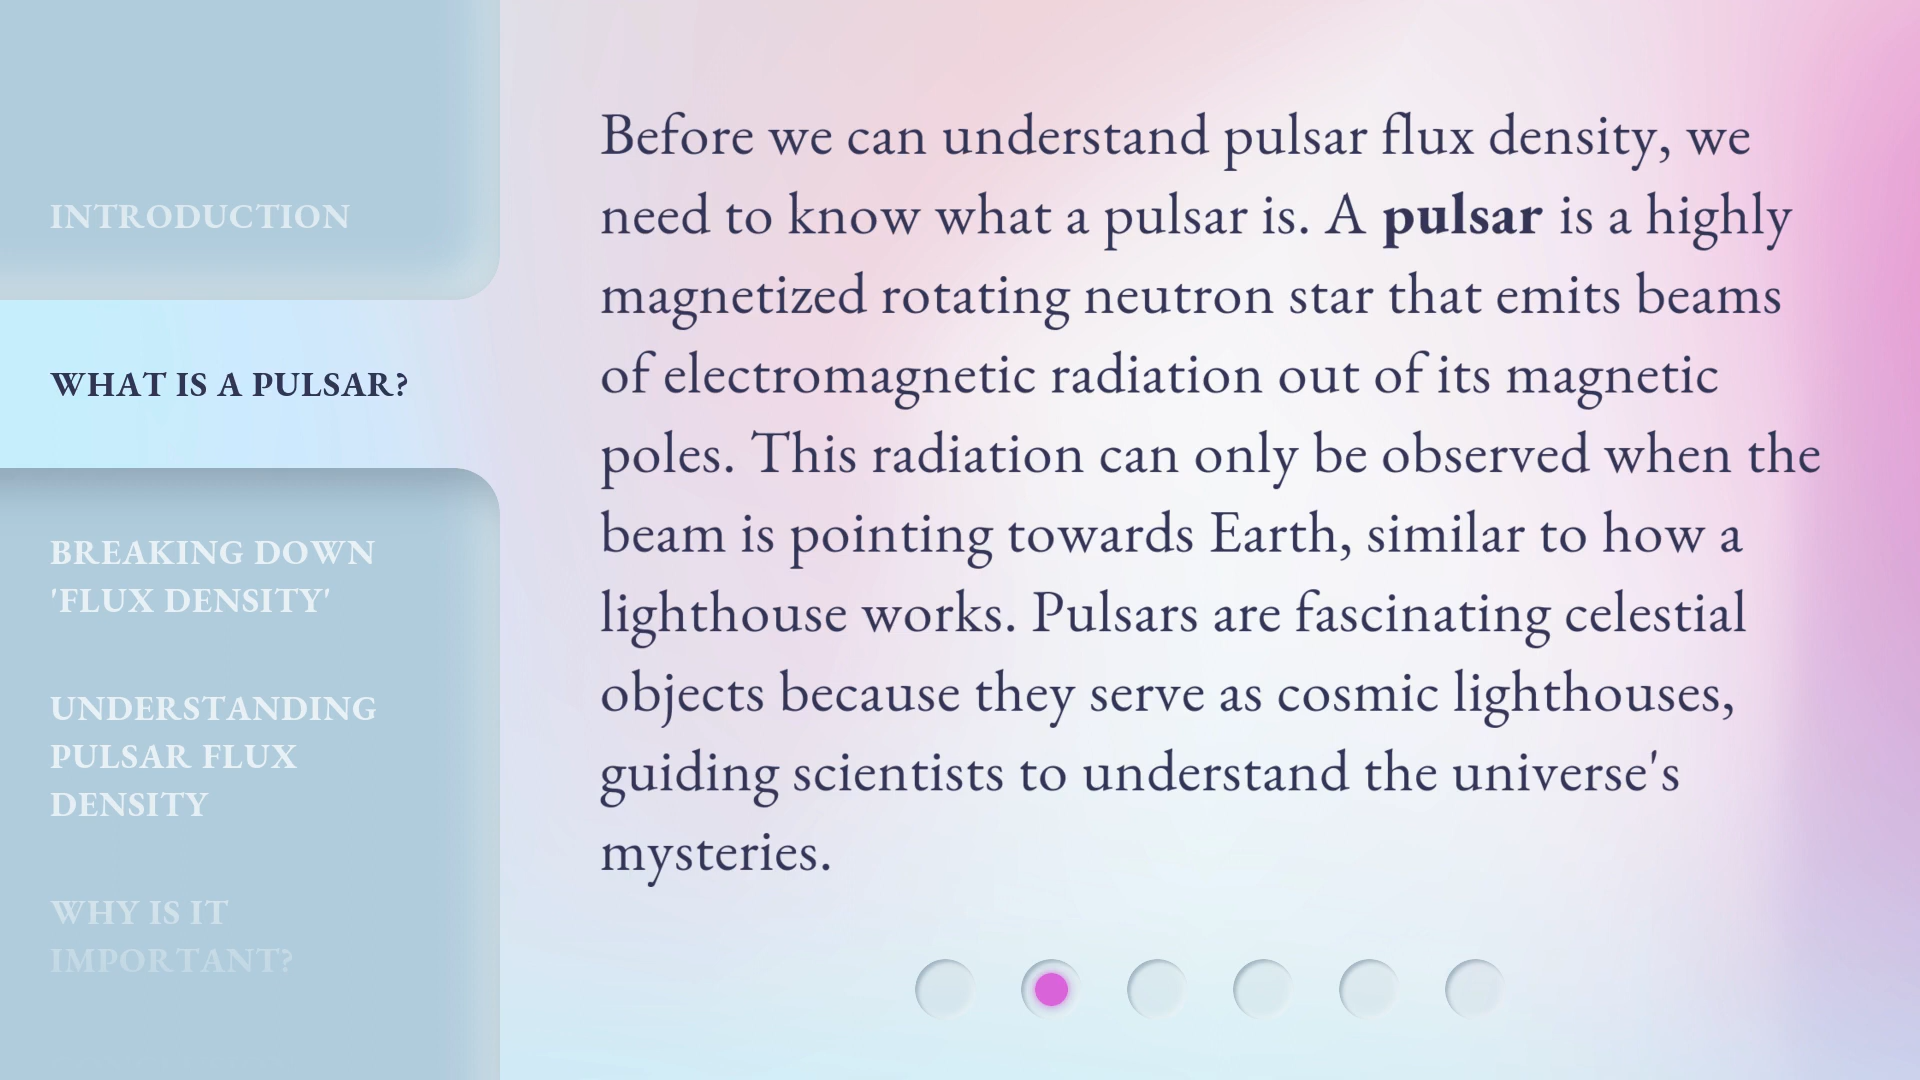 INTRODUCTION
WHAT IS A PULSAR?
BREAKING DOWN
'FLUX DENSITY'
UNDERSTANDING
PULSAR FLUX
DENSITY
WHY IS IT
IMPORTANT?
Before we can understand pulsar flux density, we
need to know what a pulsar is. A pulsar is a highly
magnetized rotating neutron star that emits beams
of electromagnetic radiation out of its magnetic
poles. This radiation can only be observed when the
beam is pointing towards Earth, similar to how a
lighthouse works. Pulsars are fascinating celestial
objects because they serve as cosmic lighthouses,
guiding scientists to understand the universe's
mysteries.